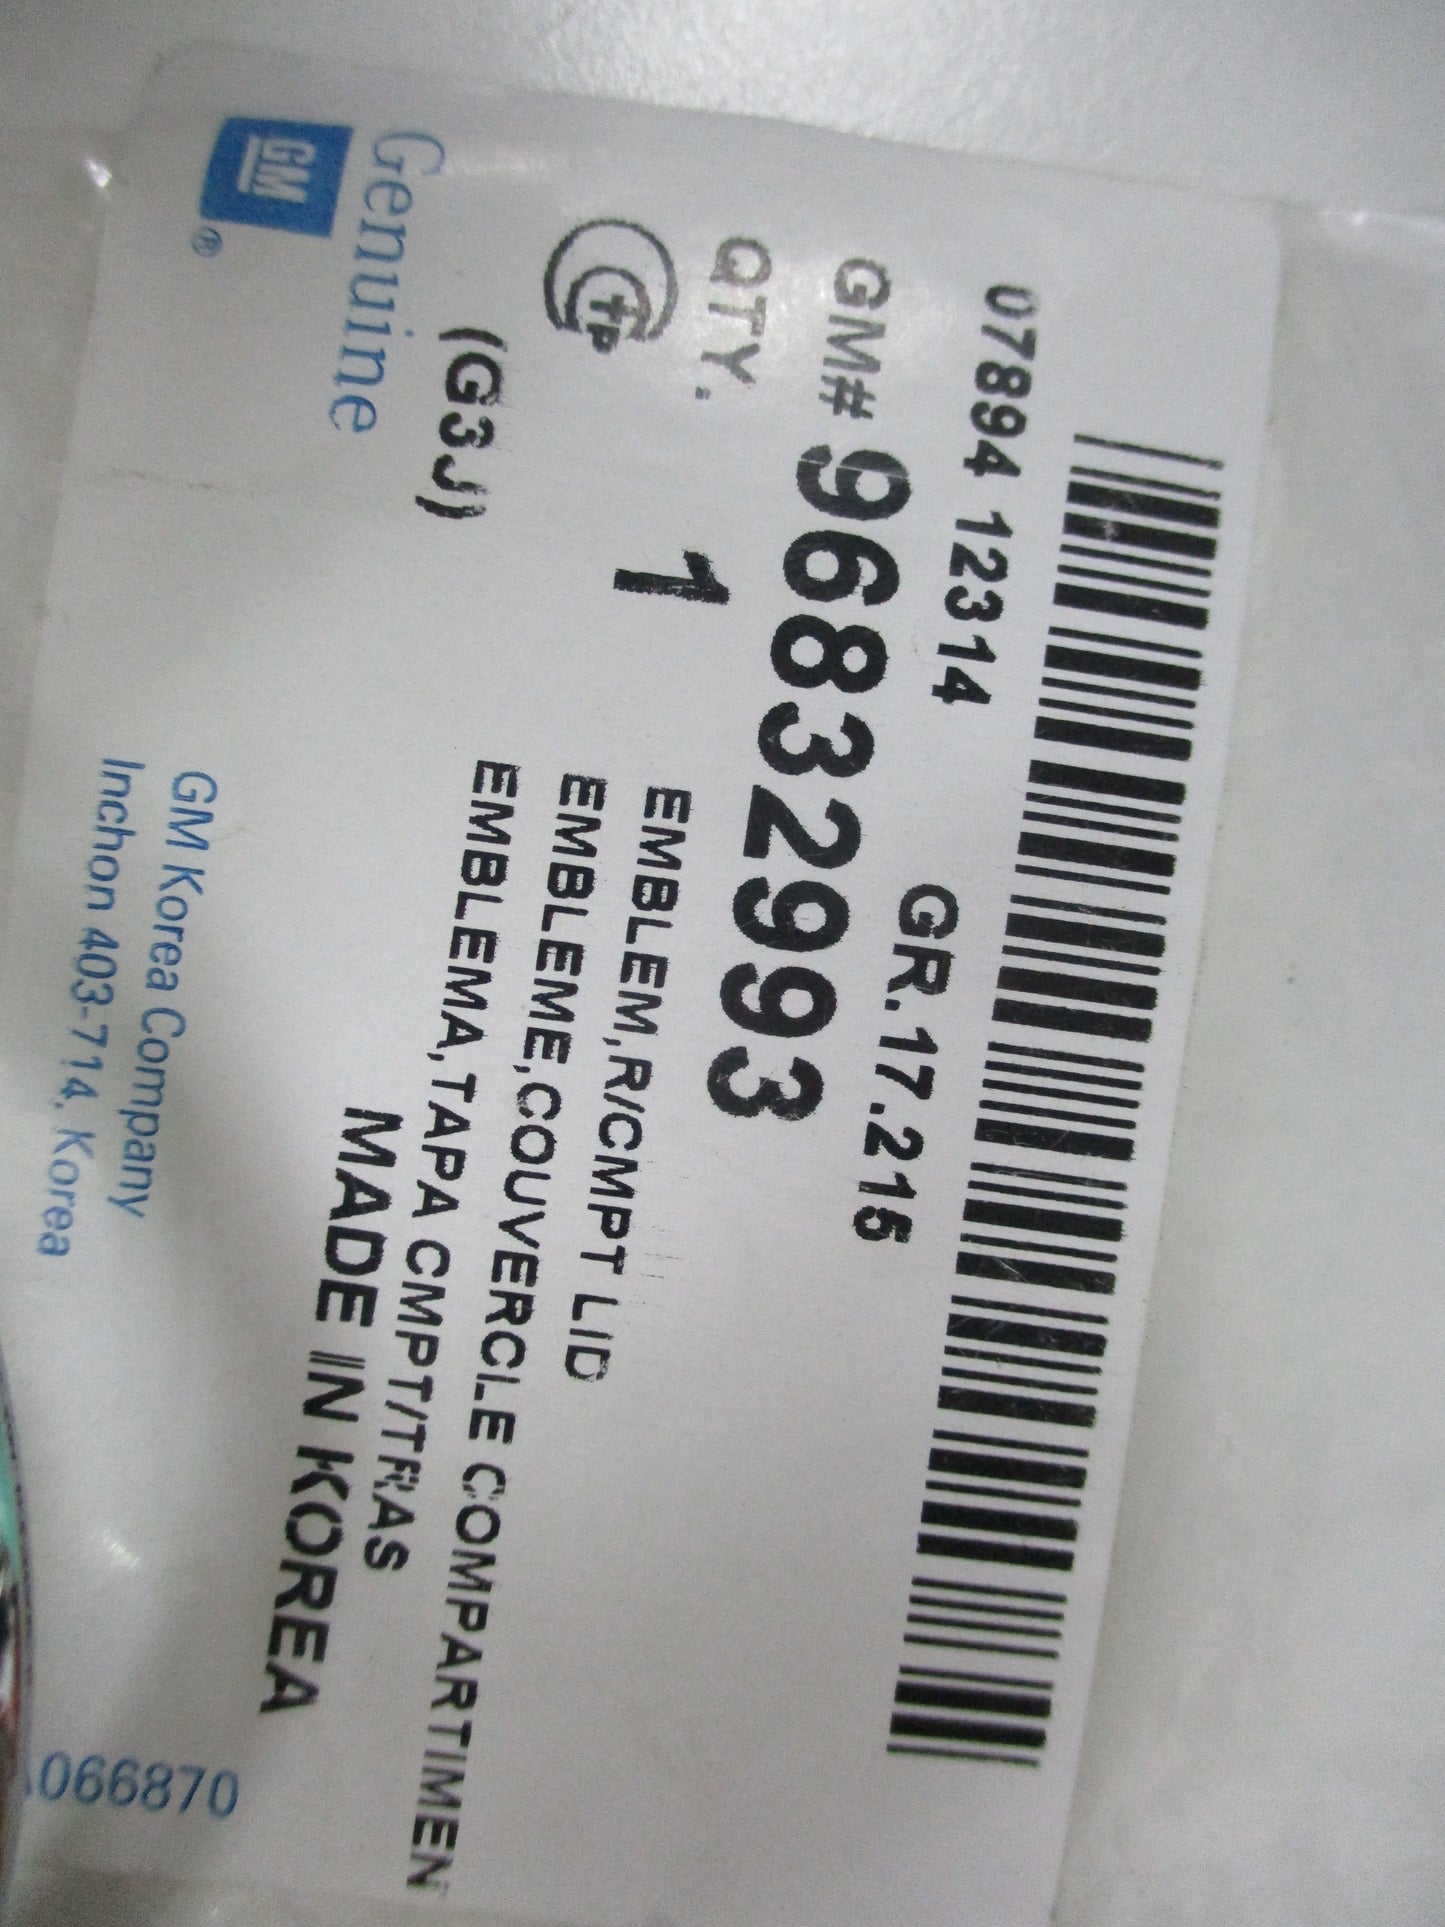 07894 12314
GR.17.215
GM# 96832993
QTY. 1
EMBLEM,R/CMPT LID
EMBLEME,COUVERCLE COMPARTIMEN
EMBLEMA,TAPA CMPT/TRAS
(G3J)
MADE IN KOREA
Genuine
GM®
GM Korea Company
Inchon 403-714, Korea
066870